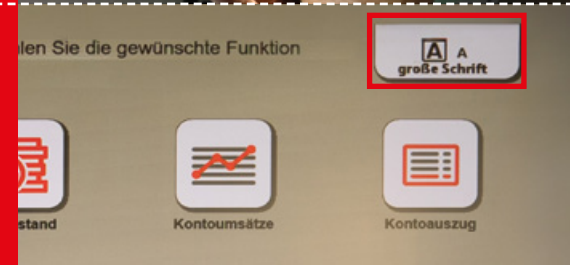 len Sie die gewünschte Funktion
A A
große Schrift
stand
Kontoumsätze
Kontoauszug